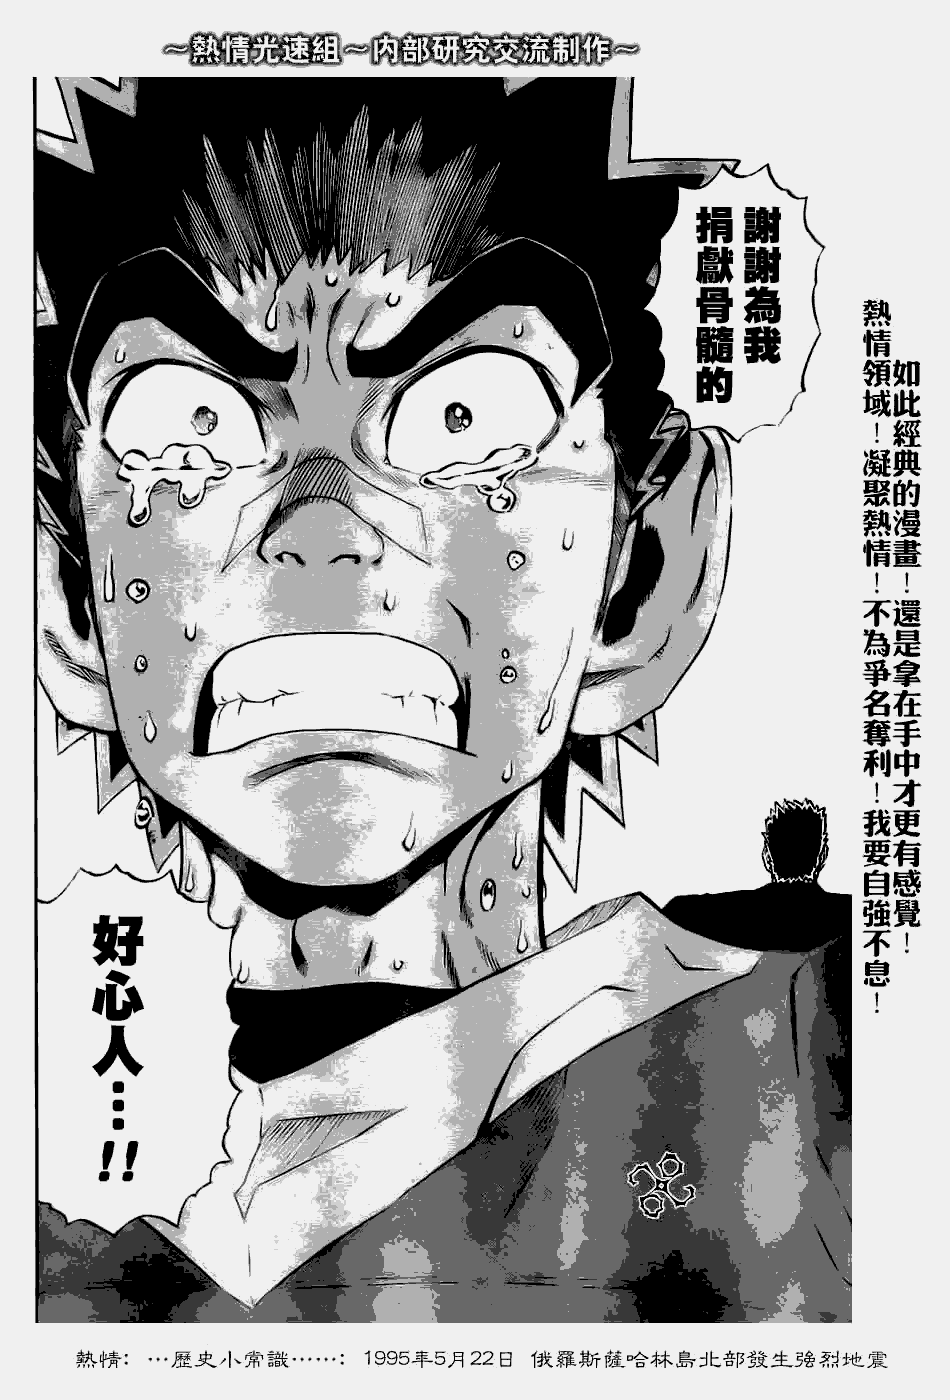 ～熱情光速組～内部研究交流制作～
謝謝為我
捐獻骨髓的
如此經典的漫畫！還是拿在手中才更有感覺！
熱情領域！凝聚熱情！不為爭名奪利！我要自強不息！
好心人…!!
熱情：…歷史小常識……：1995年5月22日 俄羅斯薩哈林島北部發生強烈地震